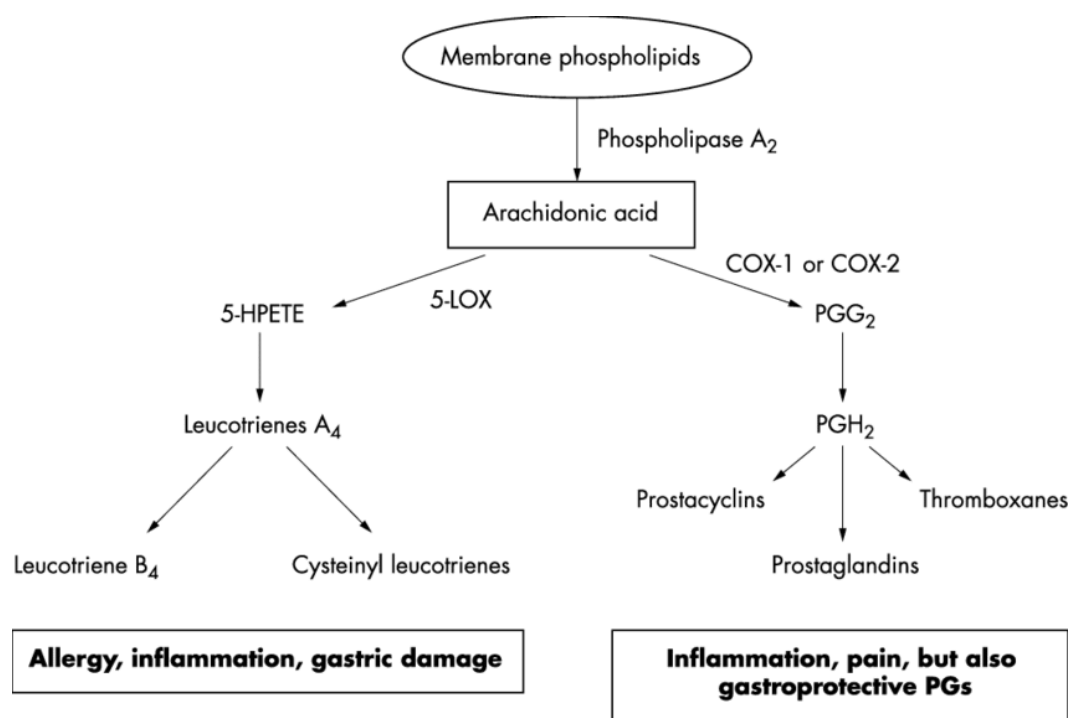 Membrane phospholipids
Phospholipase A₂
Arachidonic acid
COX-1 or COX-2
5-LOX
5-HPETE
PGG₂
Leucotrienes A₄
PGH₂
Prostacyclins
Thromboxanes
Leucotriene B₄
Cysteinyl leucotrienes
Prostaglandins
Allergy, inflammation, gastric damage
Inflammation, pain, but also
gastroprotective PGs